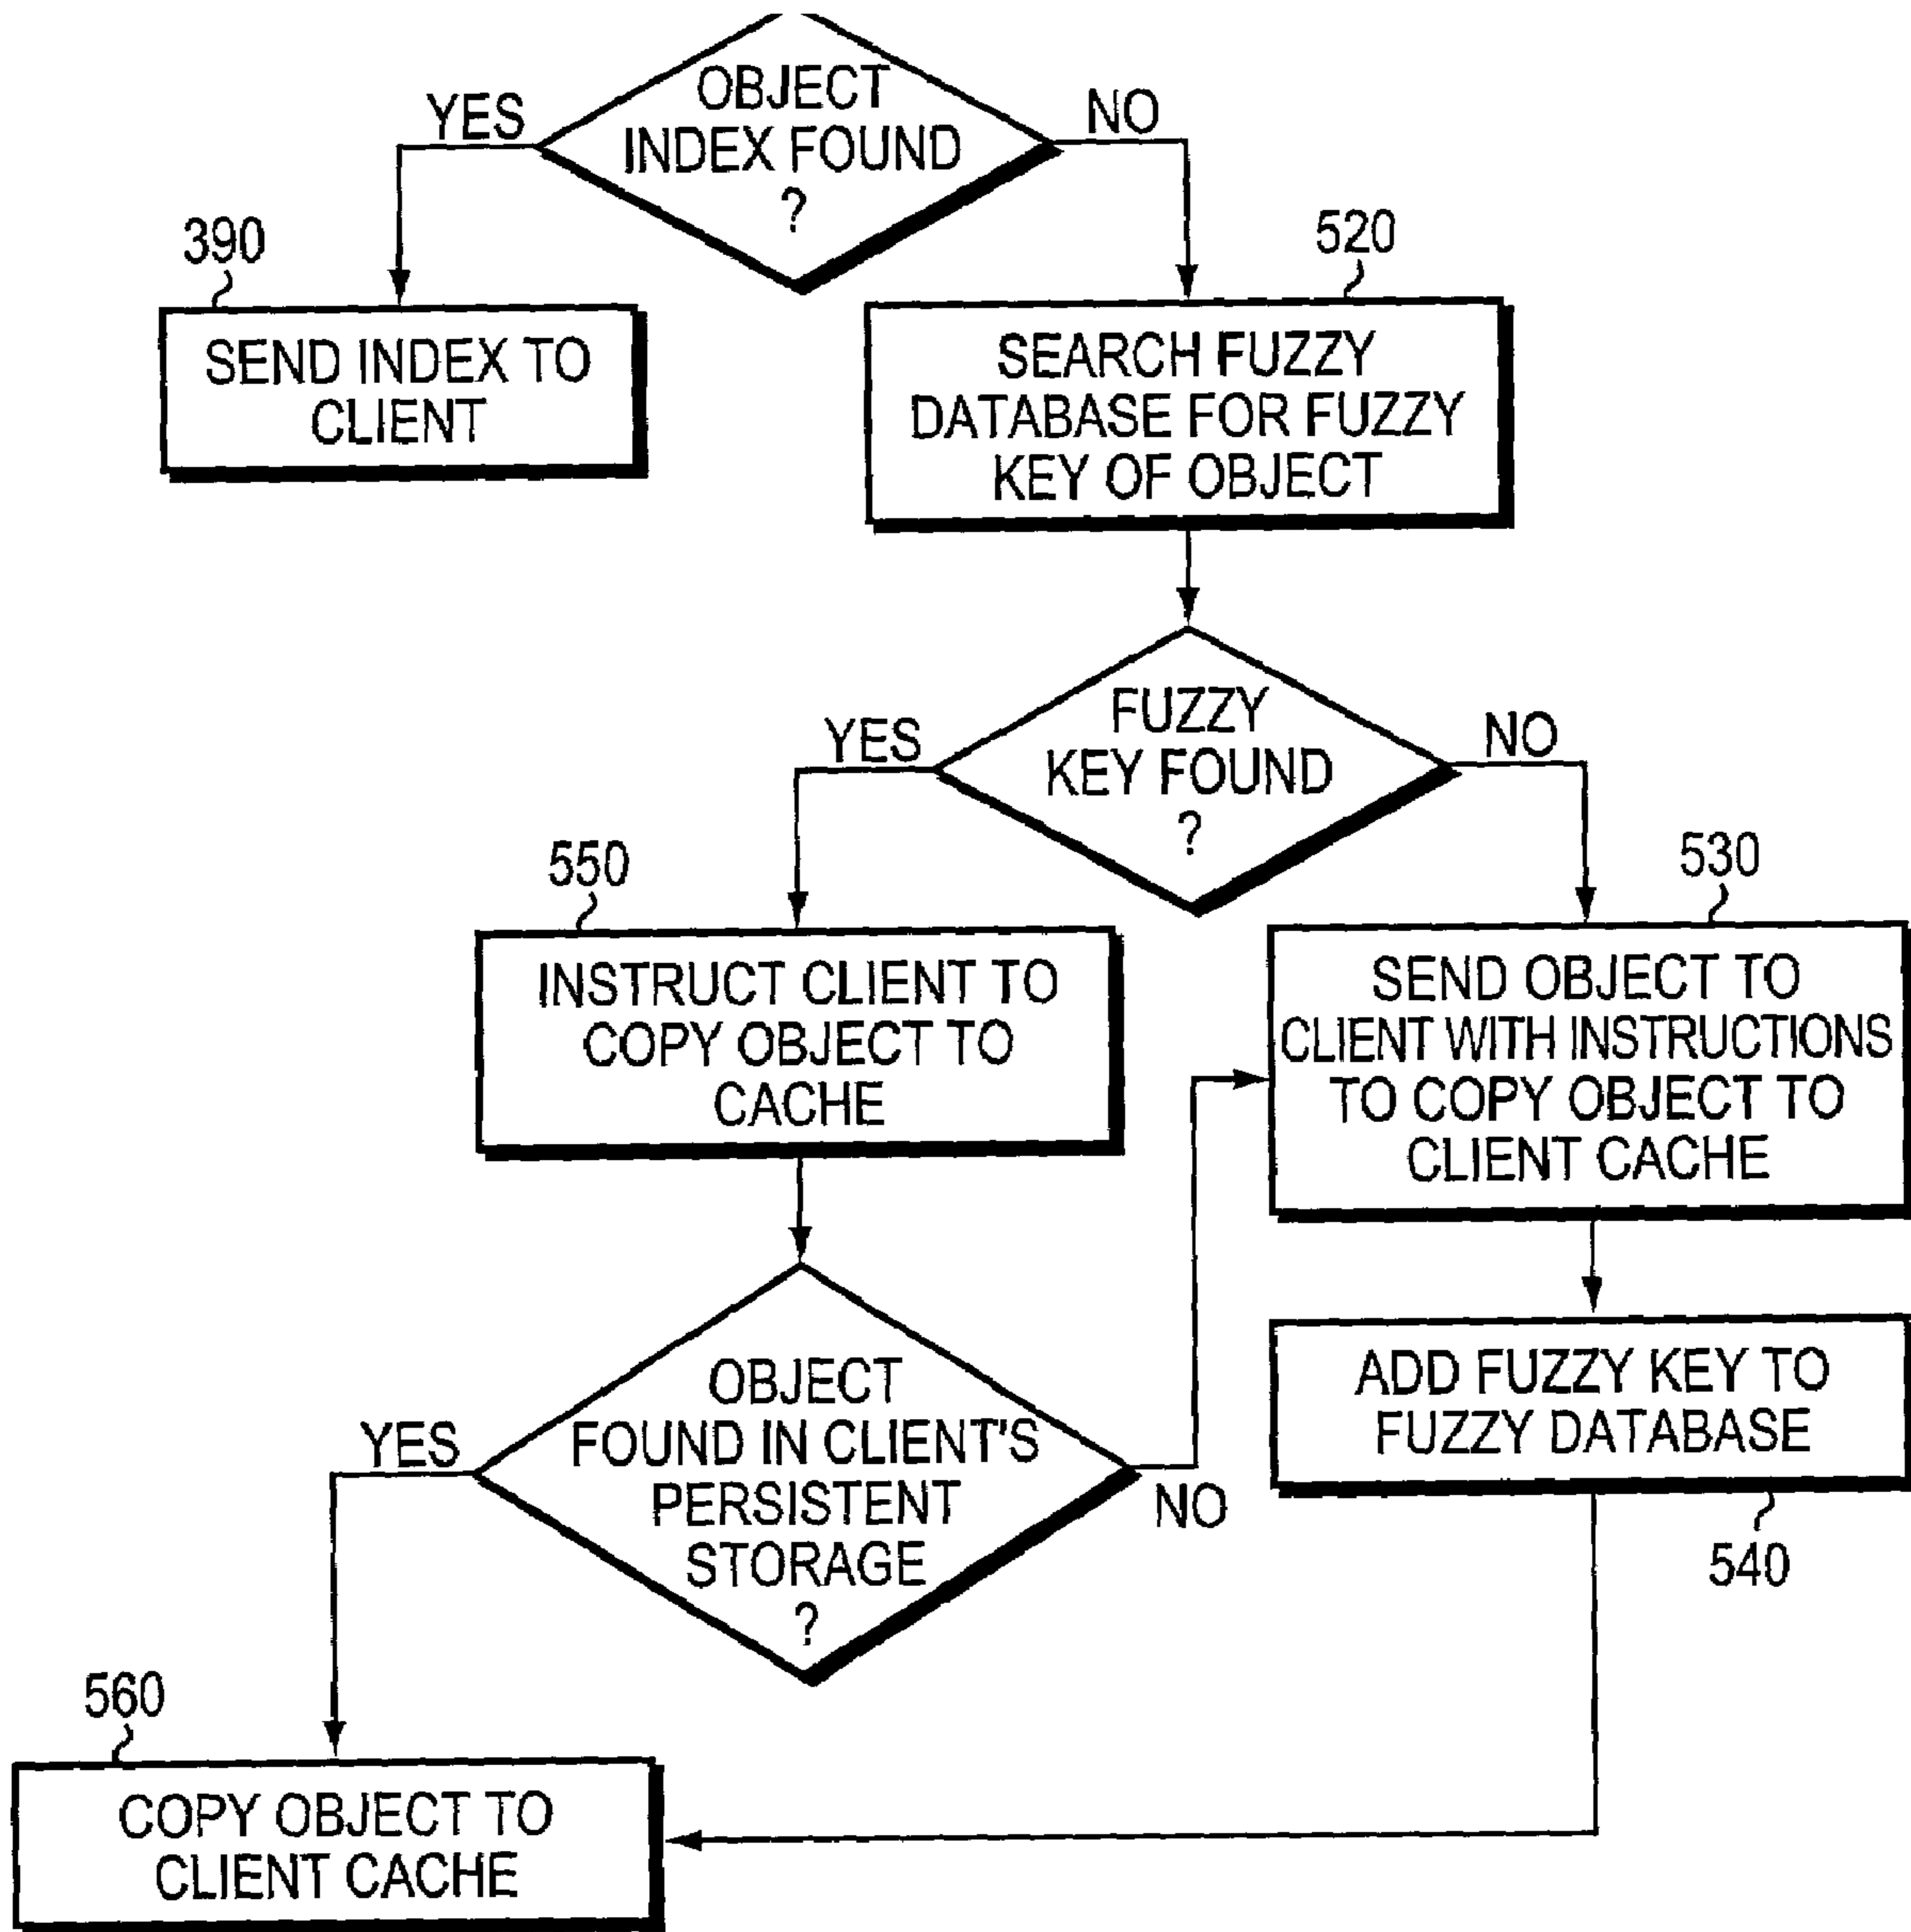 OBJECT
INDEX FOUND
?
YES
NO
390
SEND INDEX TO
CLIENT
520
SEARCH FUZZY
DATABASE FOR FUZZY
KEY OF OBJECT
FUZZY
KEY FOUND
?
YES
NO
550
INSTRUCT CLIENT TO
COPY OBJECT TO
CACHE
530
SEND OBJECT TO
CLIENT WITH INSTRUCTIONS
TO COPY OBJECT TO
CLIENT CACHE
OBJECT
FOUND IN CLIENT'S
PERSISTENT
STORAGE
?
YES
NO
ADD FUZZY KEY TO
FUZZY DATABASE
540
560
COPY OBJECT TO
CLIENT CACHE